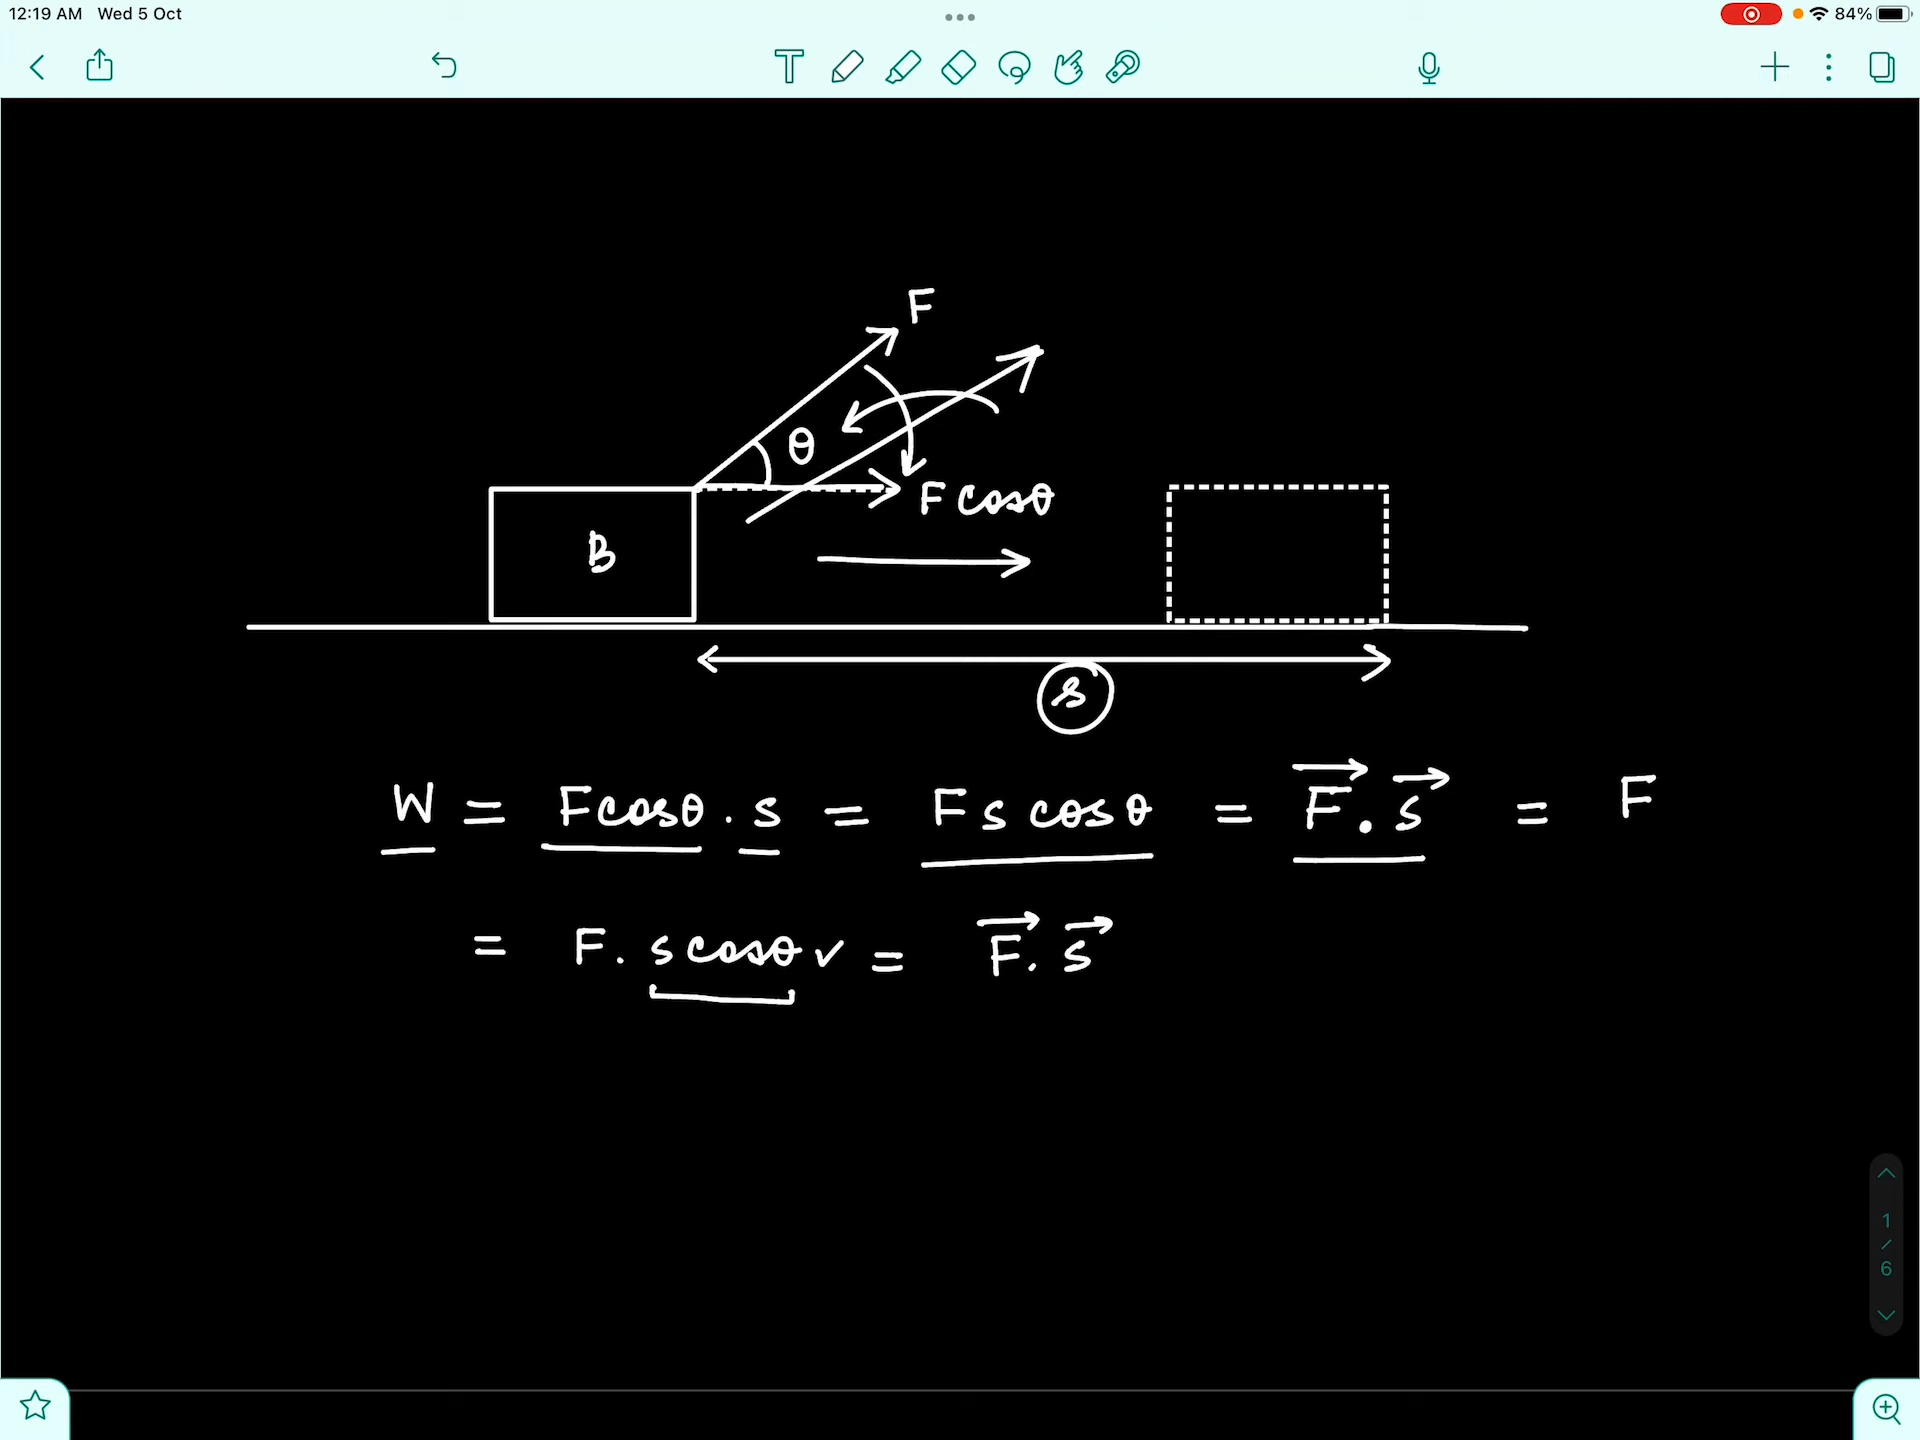 12:19 AM Wed 5 Oct 84%
T
F
θ
F cosθ
B
s
W = Fcosθ . s = F s cosθ = F⃗ . s⃗ = F
= F. s cosθ ✓ = F⃗ . s⃗
1
/
6